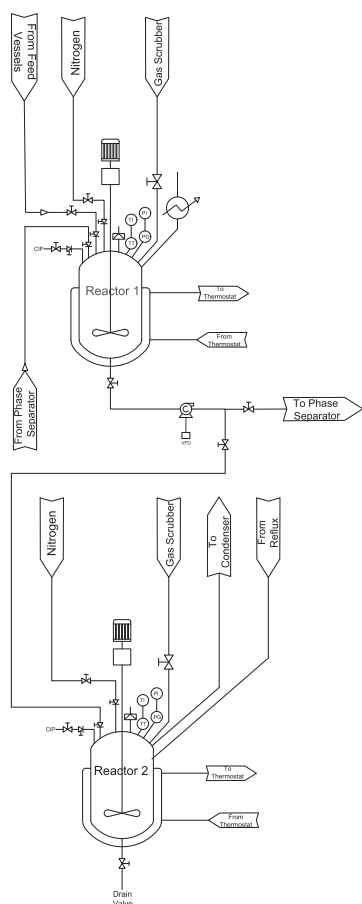 From Feed
Vessels
Nitrogen
Gas Scrubber
TI
PI
TT
PG
CIP
Reactor 1
To
Thermostat
From
Thermostat
From Phase
Separator
C
VFD
To Phase
Separator
Nitrogen
Gas Scrubber
To
Condenser
From
Reflux
TI
PI
TT
PG
CIP
Reactor 2
To
Thermostat
From
Thermostat
Drain
Valve